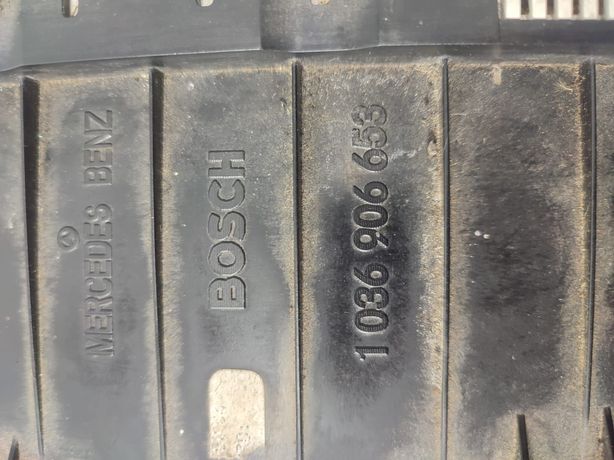 MERCEDES BENZ
BOSCH
1 036 906 653